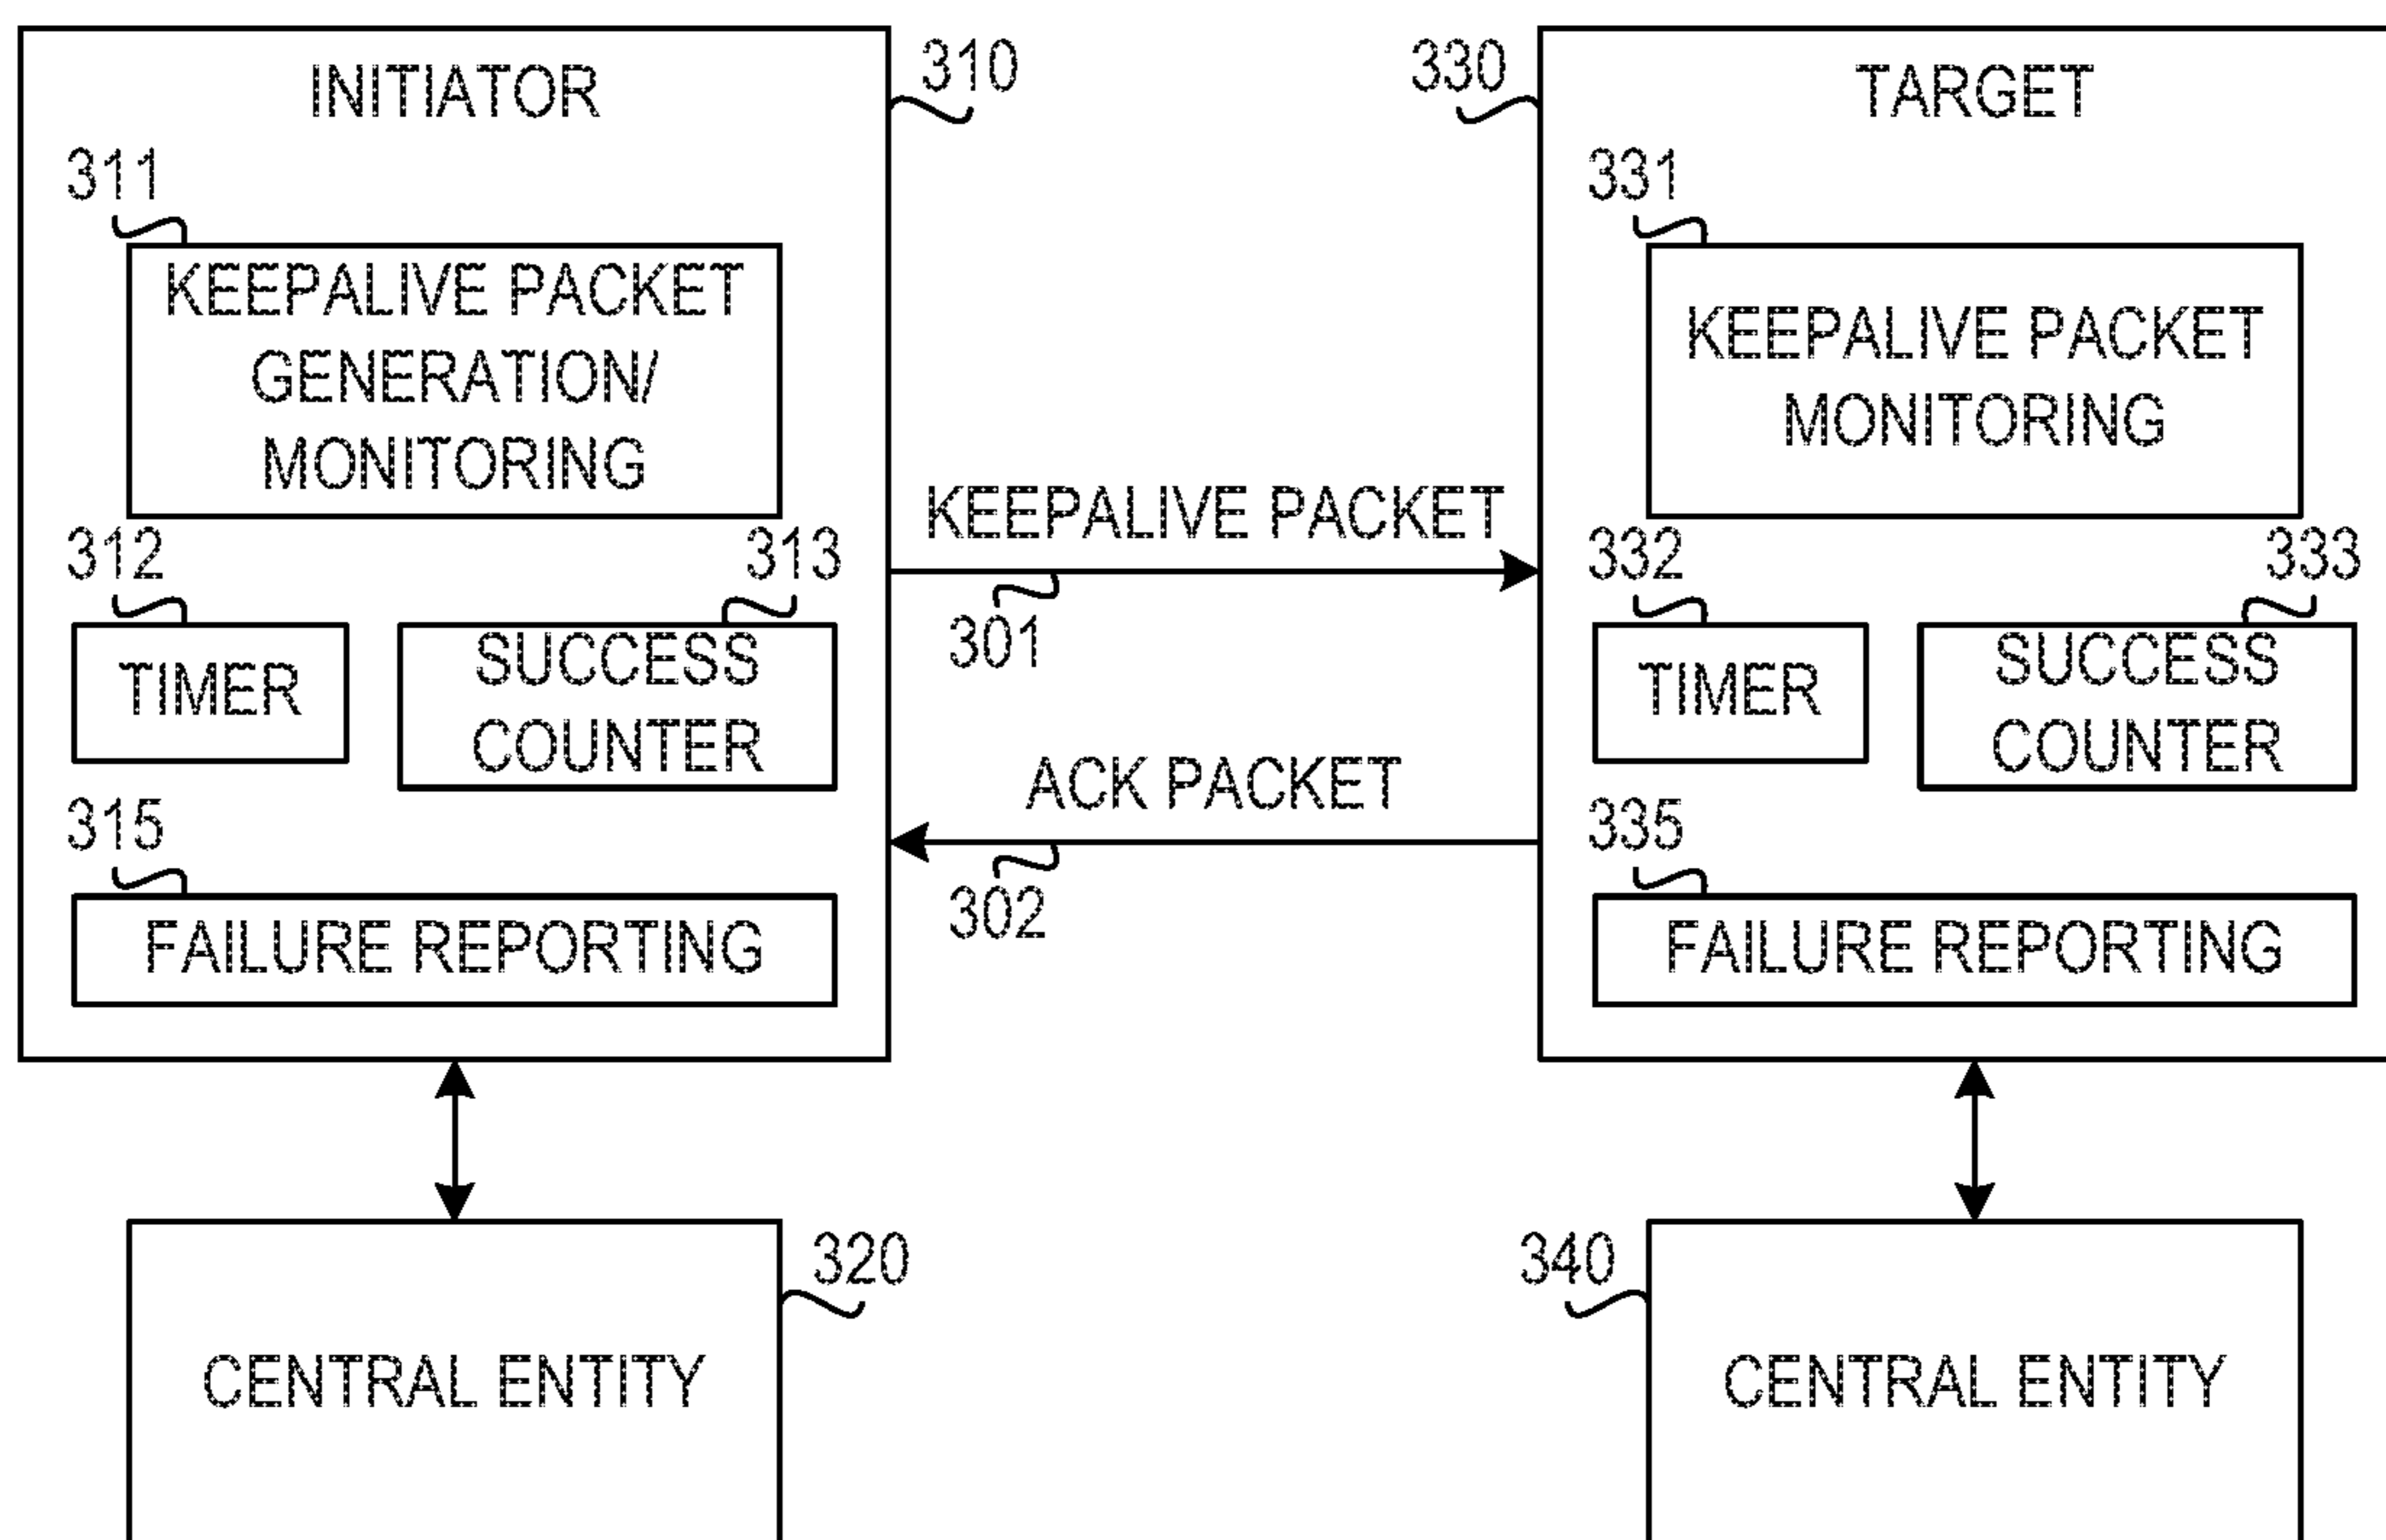 INITIATOR
310
311
KEEPALIVE PACKET
GENERATION/
MONITORING
312
313
TIMER
SUCCESS
COUNTER
315
FAILURE REPORTING
KEEPALIVE PACKET
301
ACK PACKET
302
330
TARGET
331
KEEPALIVE PACKET
MONITORING
332
333
TIMER
SUCCESS
COUNTER
335
FAILURE REPORTING
320
CENTRAL ENTITY
340
CENTRAL ENTITY